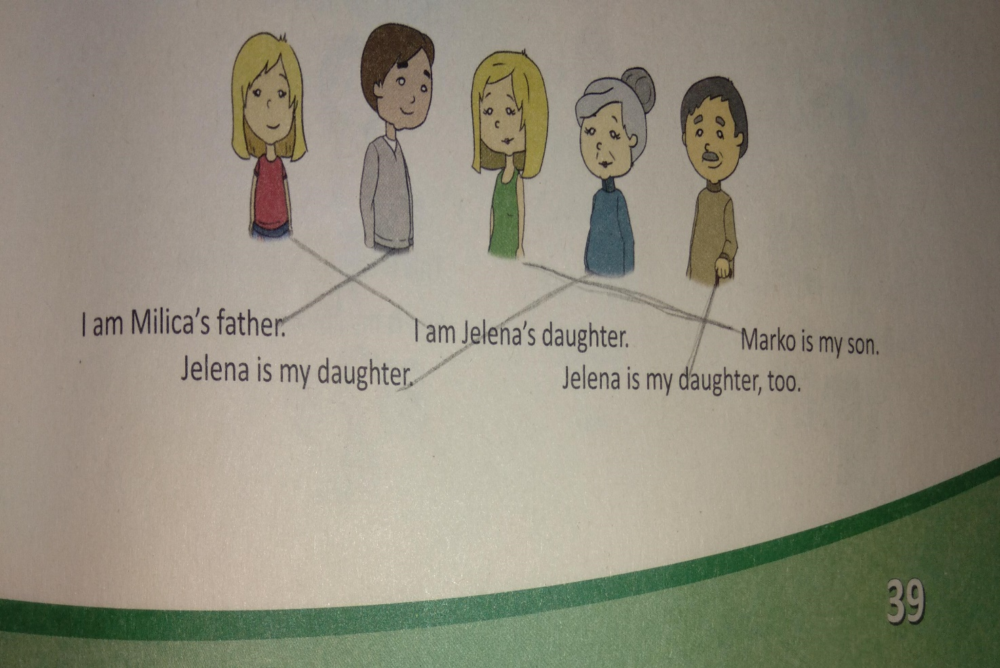 I am Milica's father.
I am Jelena's daughter.
Marko is my son.
Jelena is my daughter.
Jelena is my daughter, too.
39